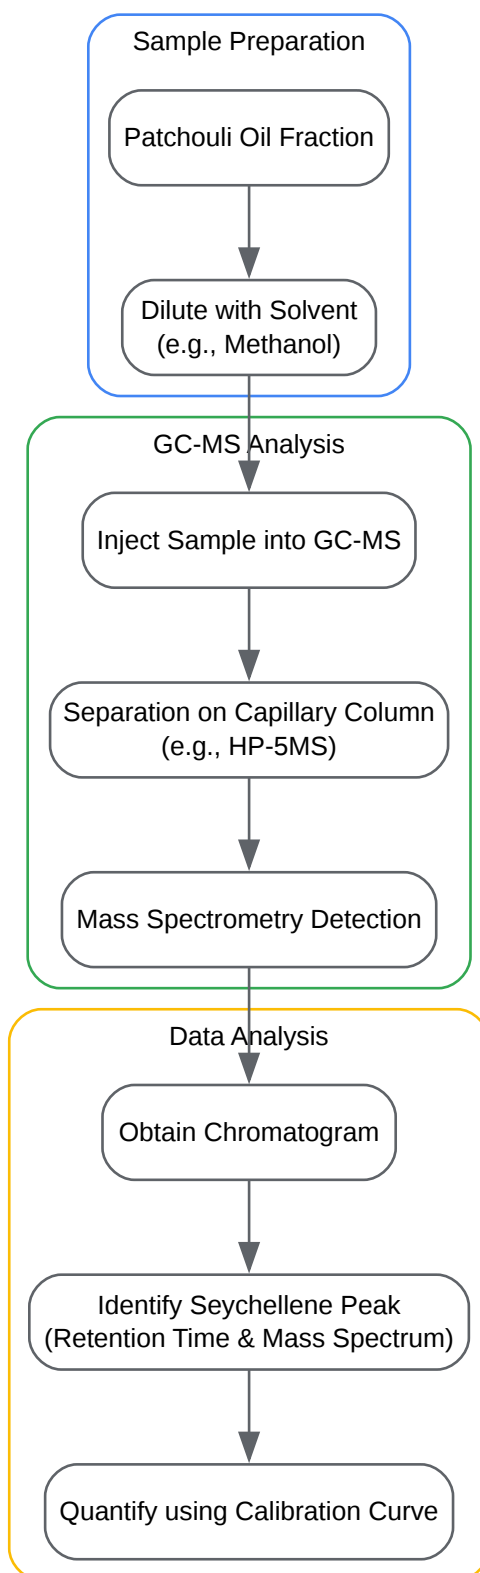 Sample Preparation
Patchouli Oil Fraction
Dilute with Solvent
(e.g., Methanol)
GC-MS Analysis
Inject Sample into GC-MS
Separation on Capillary Column
(e.g., HP-5MS)
Mass Spectrometry Detection
Data Analysis
Obtain Chromatogram
Identify Seychellene Peak
(Retention Time & Mass Spectrum)
Quantify using Calibration Curve